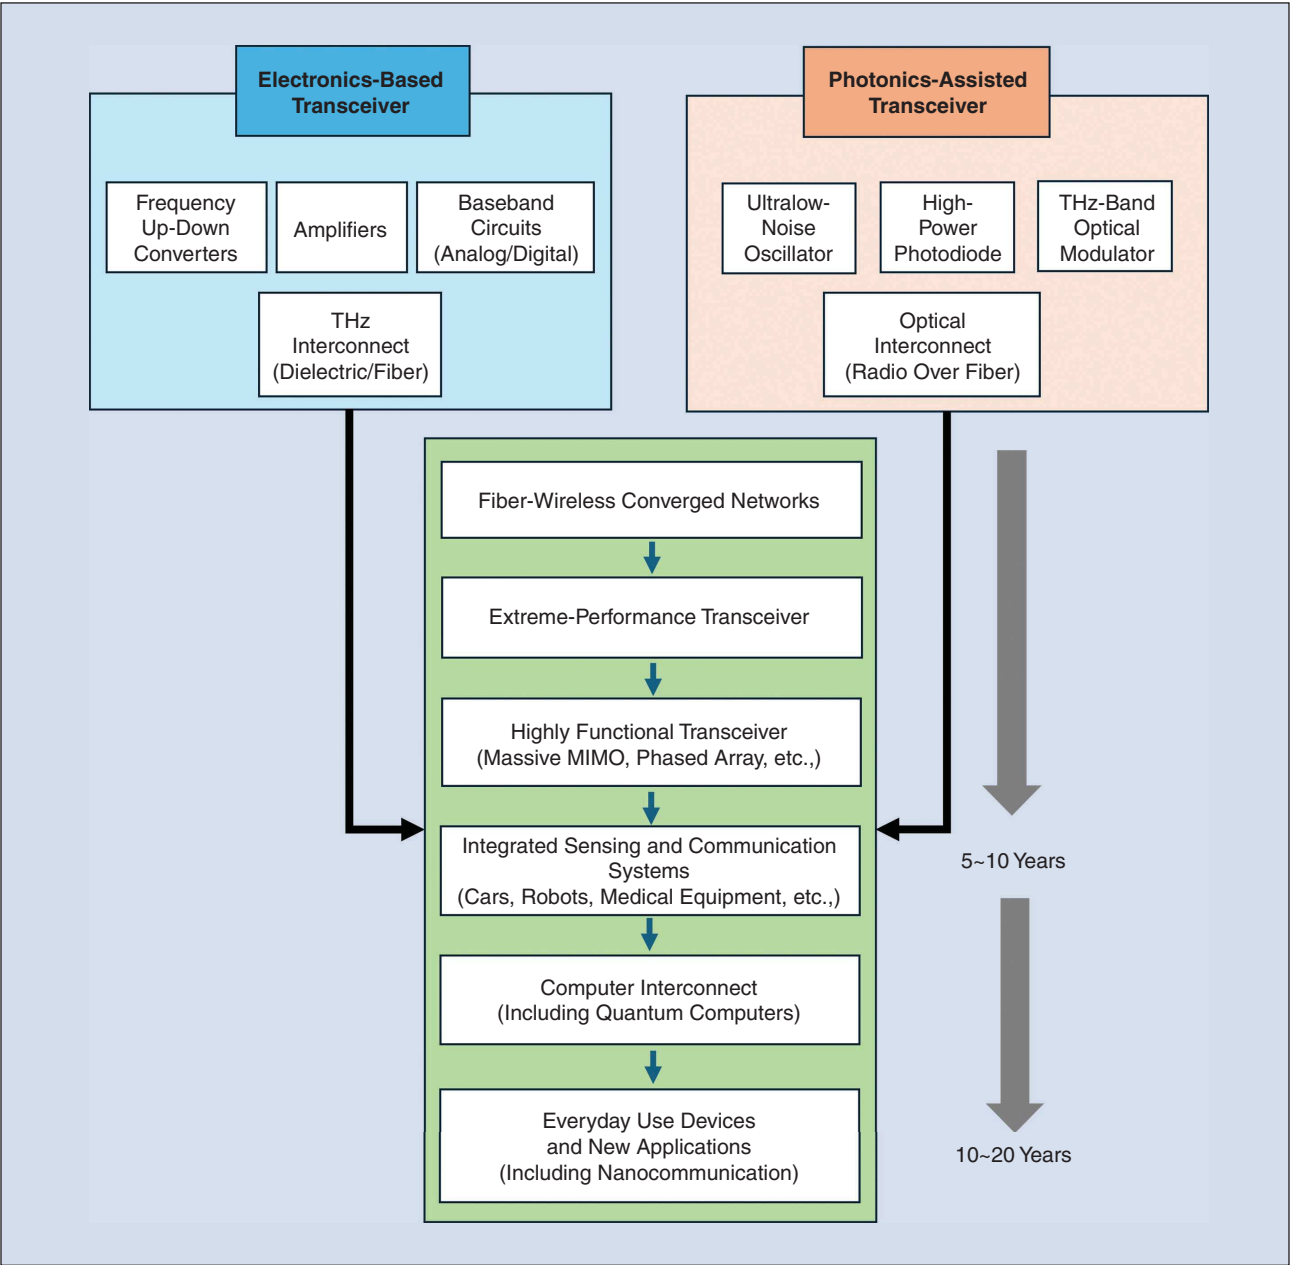 Electronics-Based
Transceiver
Photonics-Assisted
Transceiver
Frequency
Up-Down
Converters
Amplifiers
Baseband
Circuits
(Analog/Digital)
THz
Interconnect
(Dielectric/Fiber)
Ultralow-
Noise
Oscillator
High-
Power
Photodiode
THz-Band
Optical
Modulator
Optical
Interconnect
(Radio Over Fiber)
Fiber-Wireless Converged Networks
Extreme-Performance Transceiver
Highly Functional Transceiver
(Massive MIMO, Phased Array, etc.,)
Integrated Sensing and Communication
Systems
(Cars, Robots, Medical Equipment, etc.,)
5~10 Years
Computer Interconnect
(Including Quantum Computers)
Everyday Use Devices
and New Applications
(Including Nanocommunication)
10~20 Years